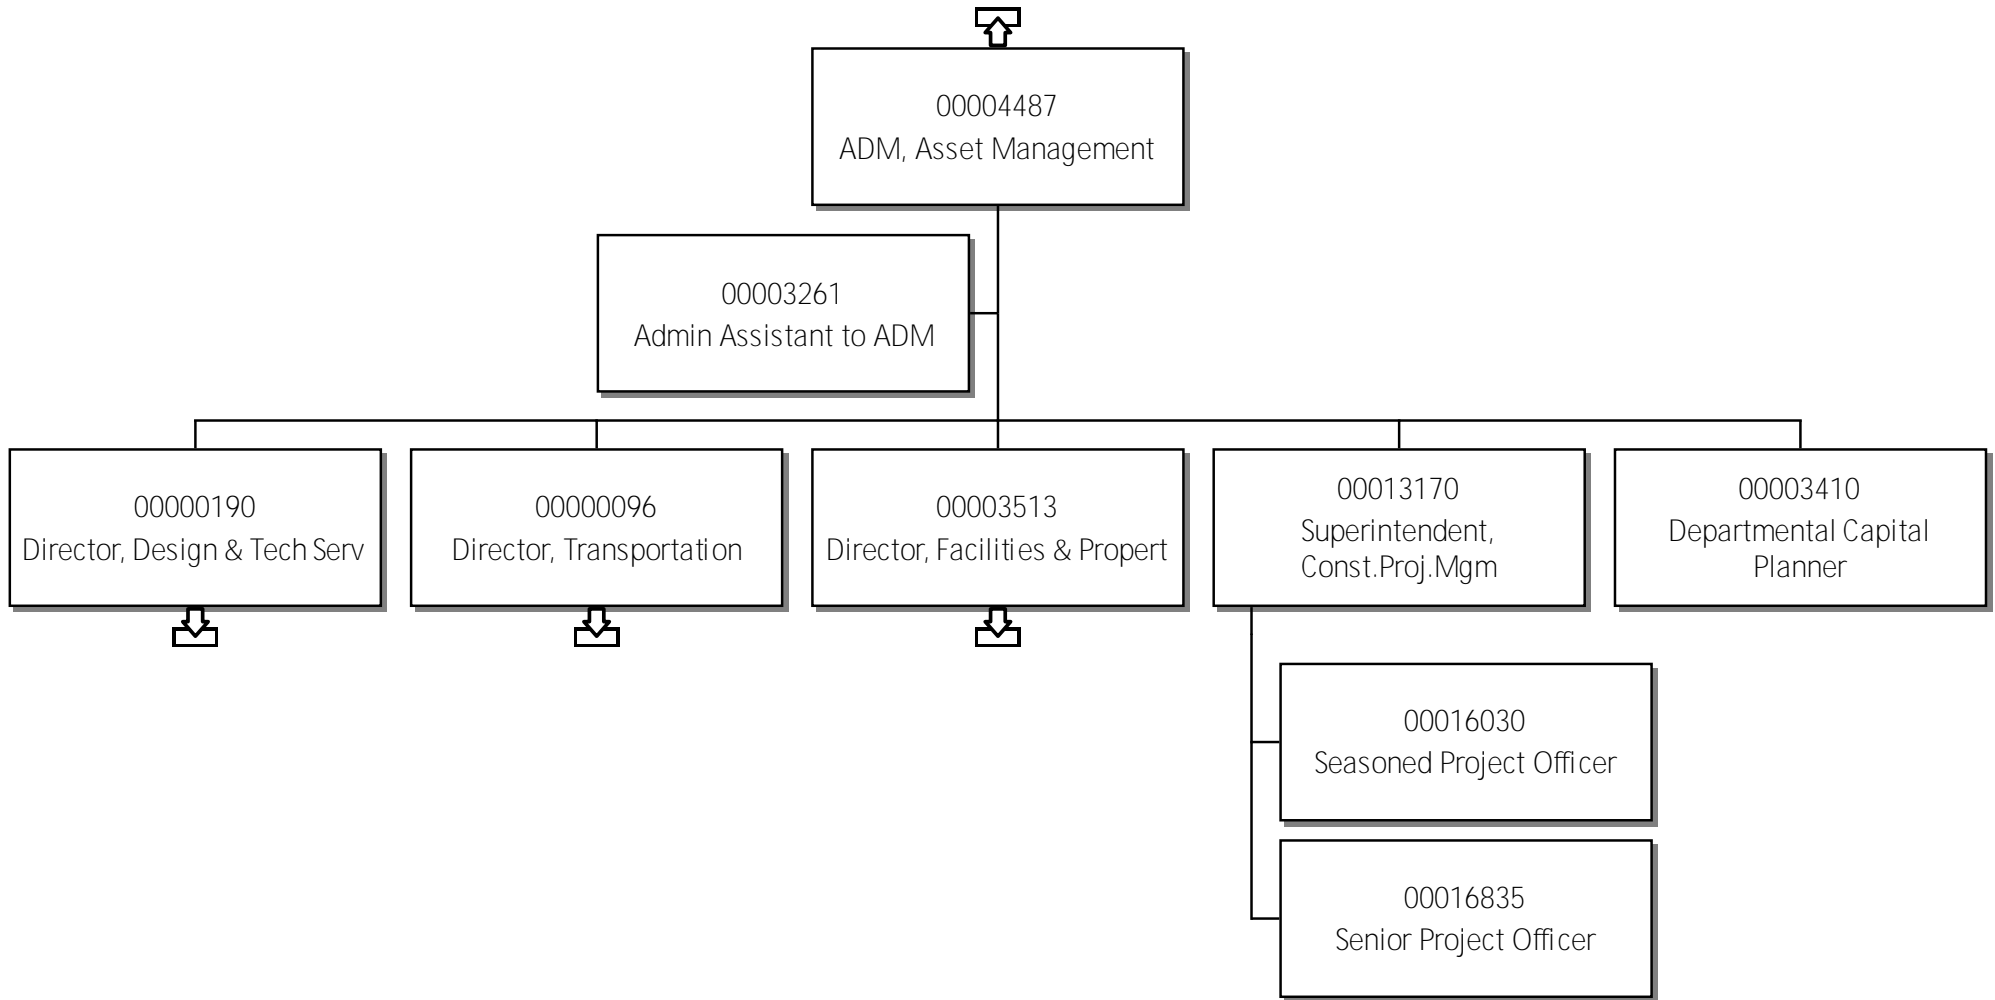 00004487
ADM, Asset Management
00003261
Admin Assistant to ADM
00000190
Director, Design & Tech Serv
00000096
Director, Transportation
00003513
Director, Facilities & Propert
00013170
Superintendent,
Const.Proj.Mgm
00003410
Departmental Capital
Planner
00016030
Seasoned Project Officer
00016835
Senior Project Officer